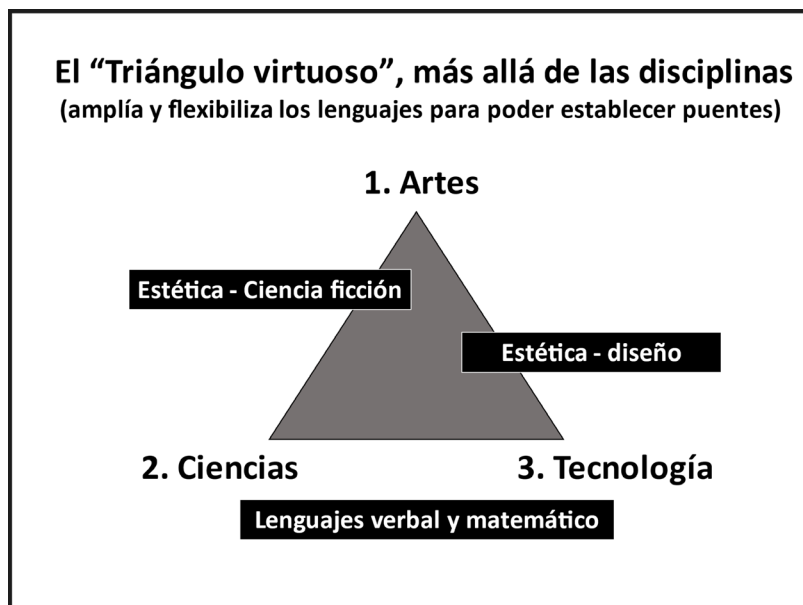 El “Triángulo virtuoso”, más allá de las disciplinas
(amplía y flexibiliza los lenguajes para poder establecer puentes)
1. Artes
Estética - Ciencia ficción
Estética - diseño
2. Ciencias
3. Tecnología
Lenguajes verbal y matemático